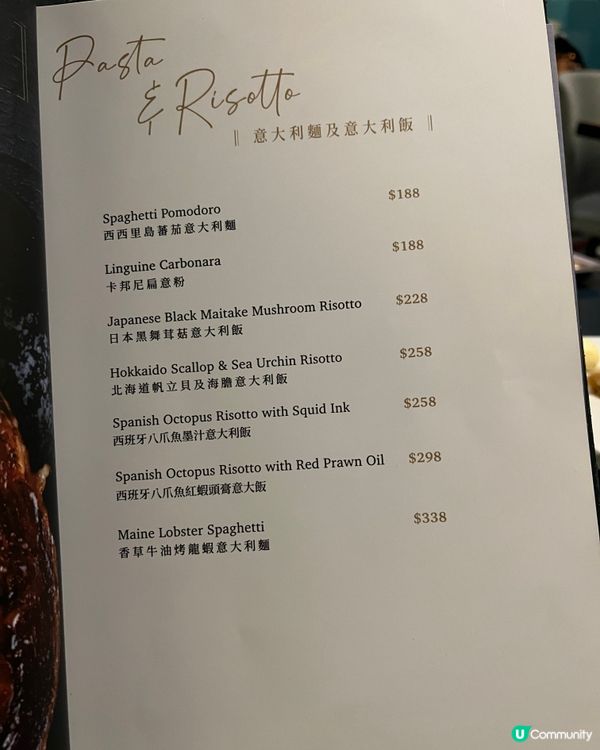 Pasta
& Risotto
‖ 意大利麵及意大利飯 ‖
Spaghetti Pomodoro $188
西西里島蕃茄意大利麵
Linguine Carbonara $188
卡邦尼扁意粉
Japanese Black Maitake Mushroom Risotto $228
日本黑舞茸菇意大利飯
Hokkaido Scallop & Sea Urchin Risotto $258
北海道帆立貝及海膽意大利飯
Spanish Octopus Risotto with Squid Ink $258
西班牙八爪魚墨汁意大利飯
Spanish Octopus Risotto with Red Prawn Oil $298
西班牙八爪魚紅蝦頭膏意大飯
Maine Lobster Spaghetti $338
香草牛油烤龍蝦意大利麵
U Community